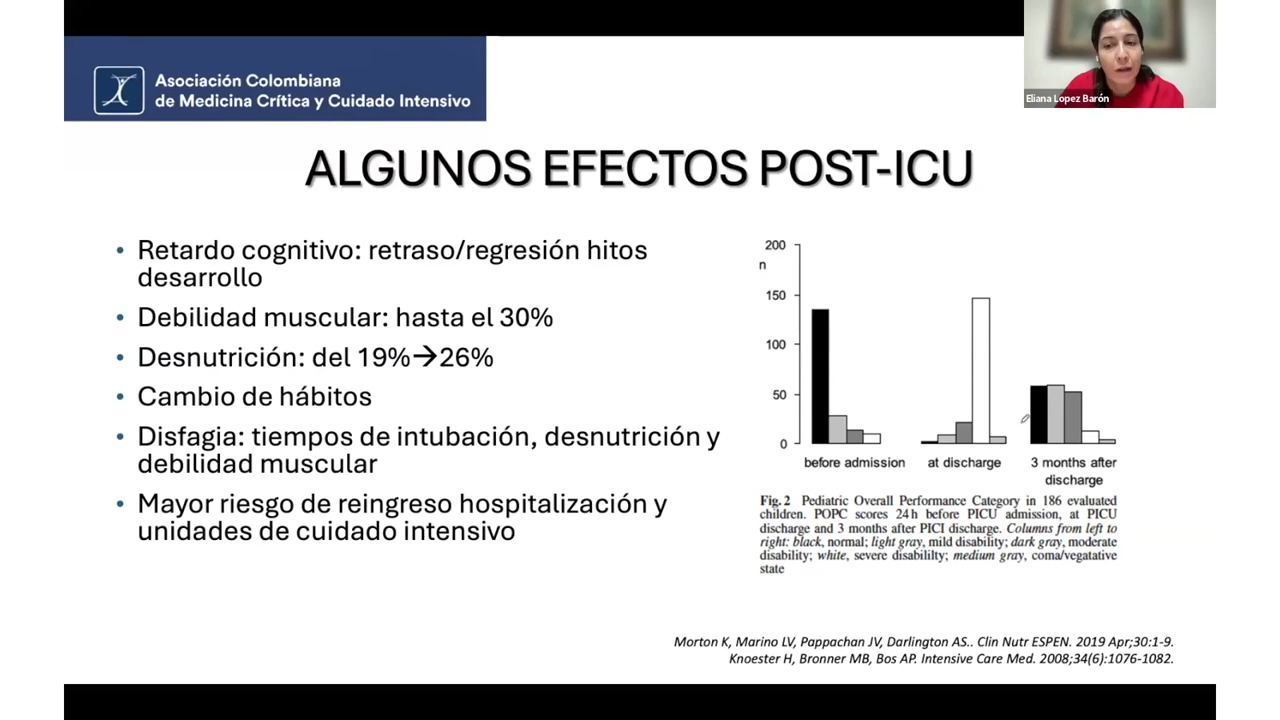 Asociación Colombiana
de Medicina Crítica y Cuidado Intensivo
Eliana Lopez Barón
ALGUNOS EFECTOS POST-ICU
• Retardo cognitivo: retraso/regresión hitos
desarrollo
• Debilidad muscular: hasta el 30%
• Desnutrición: del 19%→26%
• Cambio de hábitos
• Disfagia: tiempos de intubación, desnutrición y
debilidad muscular
• Mayor riesgo de reingreso hospitalización y
unidades de cuidado intensivo
200
n
150
100
50
0
before admission
at discharge
3 months after
discharge
Fig. 2 Pediatric Overall Performance Category in 186 evaluated
children. POPC scores 24 h before PICU admission, at PICU
discharge and 3 months after PICI discharge. Columns from left to
right: black, normal; light gray, mild disability; dark gray, moderate
disability; white, severe disabililty; medium gray, coma/vegatative
state
Morton K, Marino LV, Pappachan JV, Darlington AS.. Clin Nutr ESPEN. 2019 Apr;30:1-9.
Knoester H, Bronner MB, Bos AP. Intensive Care Med. 2008;34(6):1076-1082.